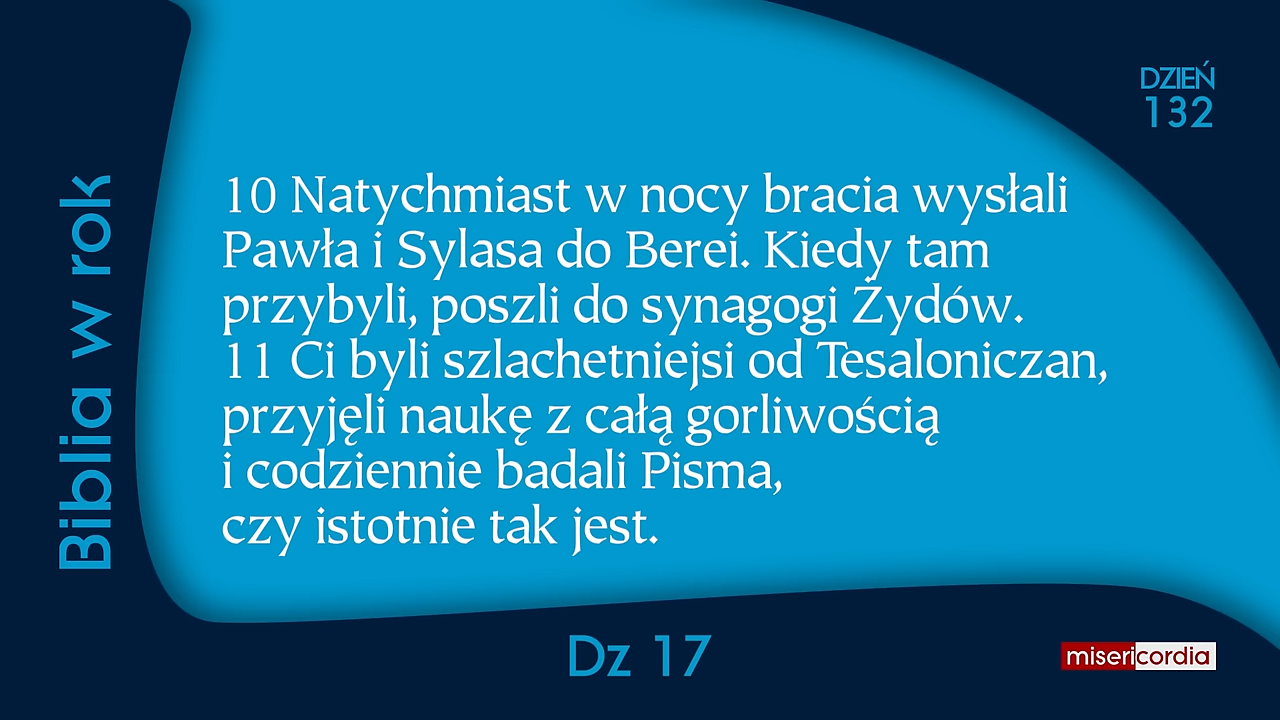 DZIEŃ
132
Biblia w rok
10 Natychmiast w nocy bracia wysłali
Pawła i Sylasa do Berei. Kiedy tam
przybyli, poszli do synagogi Żydów.
11 Ci byli szlachetniejsi od Tesaloniczan,
przyjęli naukę z całą gorliwością
i codziennie badali Pisma,
czy istotnie tak jest.
Dz 17
misericordia